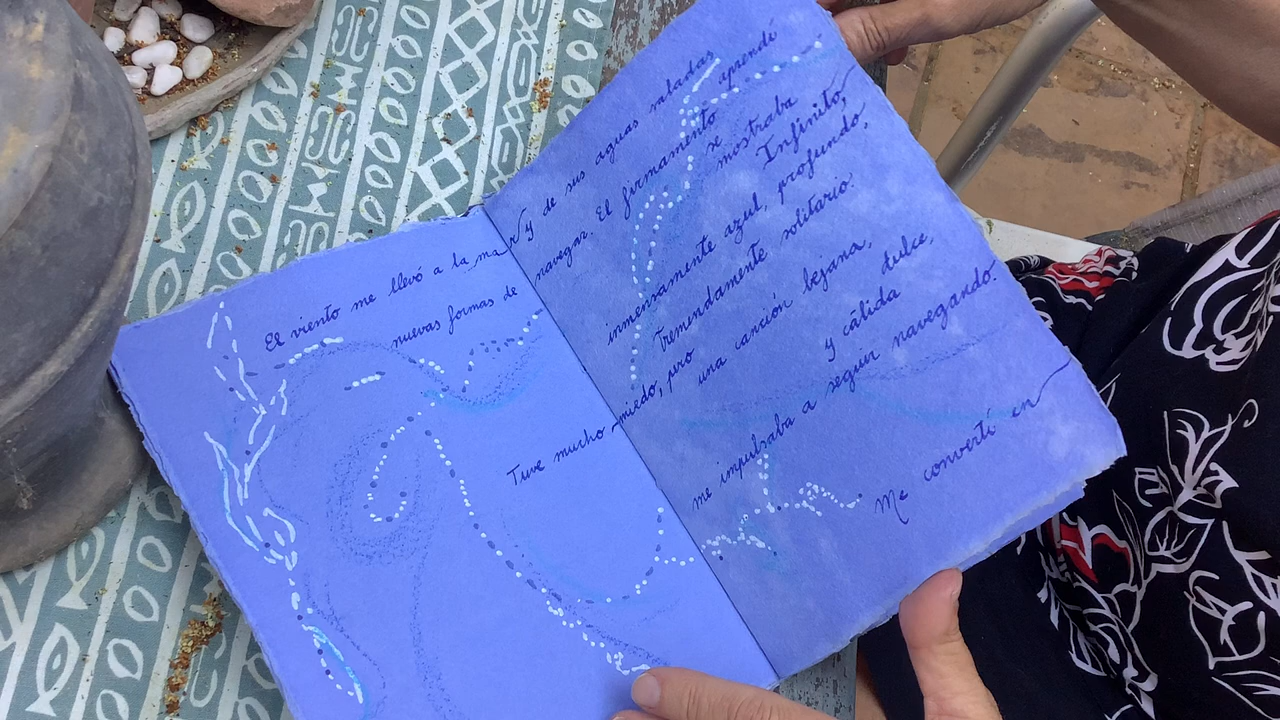 El viento me llevó a la mar y de sus aguas saladas aprendí
nuevas formas de navegar. El firmamento se mostraba
Infinito,
inmensamente azul, profundo,
Tremendamente solitario.
Tuve mucho miedo, pero
una canción lejana,
y cálida dulce,
me impulsaba a seguir navegando.
Me convertí en